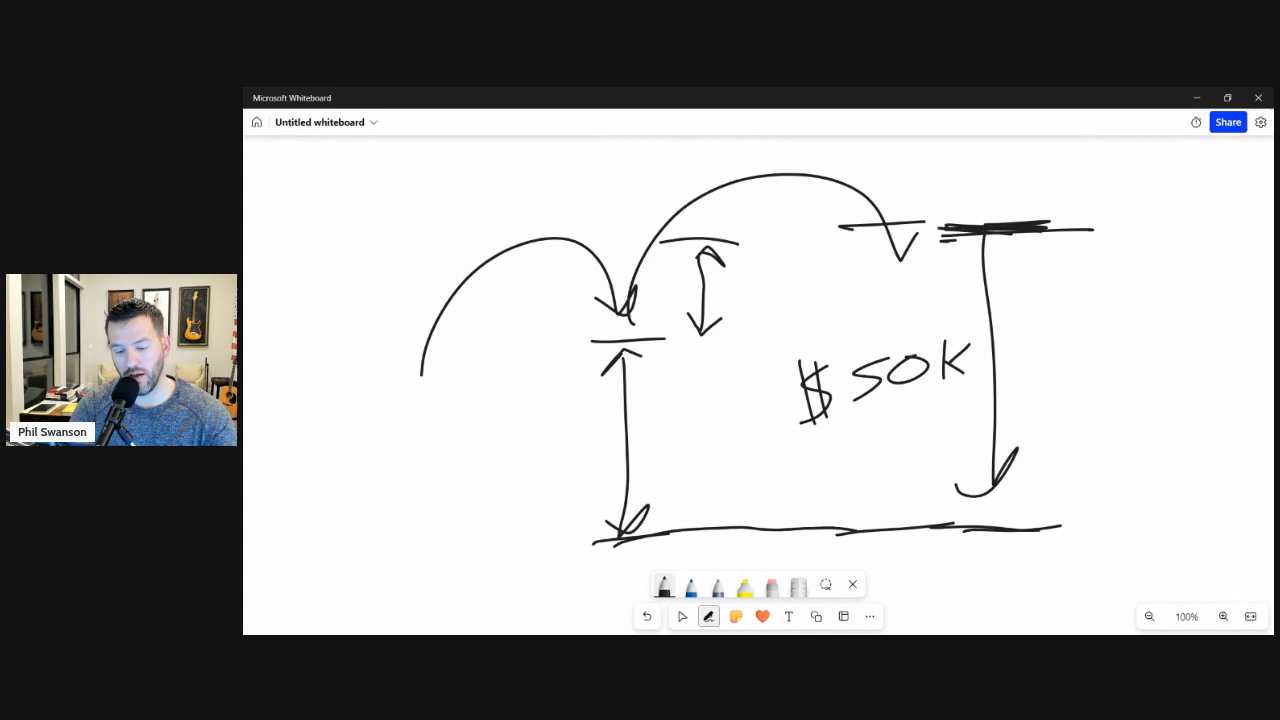 Microsoft Whiteboard
Untitled whiteboard
Share
$ 50K
Phil Swanson
100%